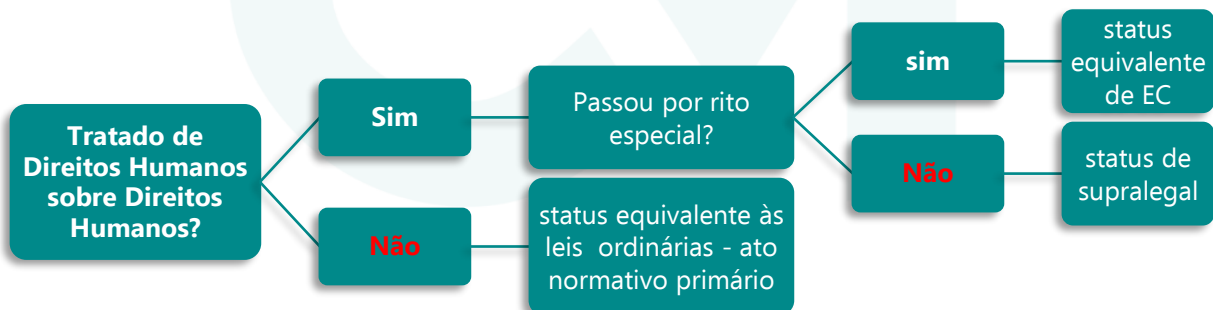 Tratado de
Direitos Humanos
sobre Direitos
Humanos?
Sim
Passou por rito
especial?
sim
status
equivalente
de EC
Não
status de
supralegal
Não
status equivalente às
leis ordinárias - ato
normativo primário